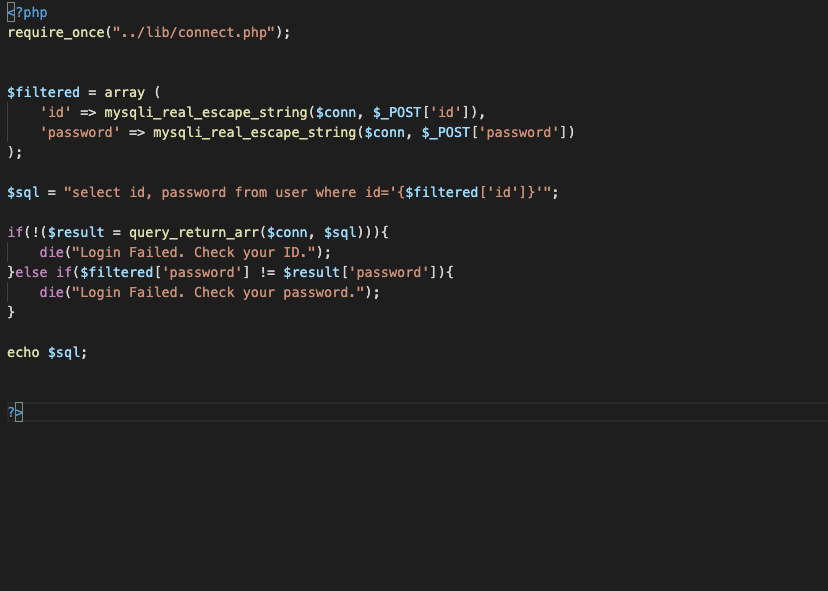 <?php
require_once("../lib/connect.php");
$filtered = array (
    'id' => mysqli_real_escape_string($conn, $_POST['id']),
    'password' => mysqli_real_escape_string($conn, $_POST['password'])
);
$sql = "select id, password from user where id='{$filtered['id']}'";
if(!($result = query_return_arr($conn, $sql))){
    die("Login Failed. Check your ID.");
}else if($filtered['password'] != $result['password']){
    die("Login Failed. Check your password.");
}
echo $sql;
?>